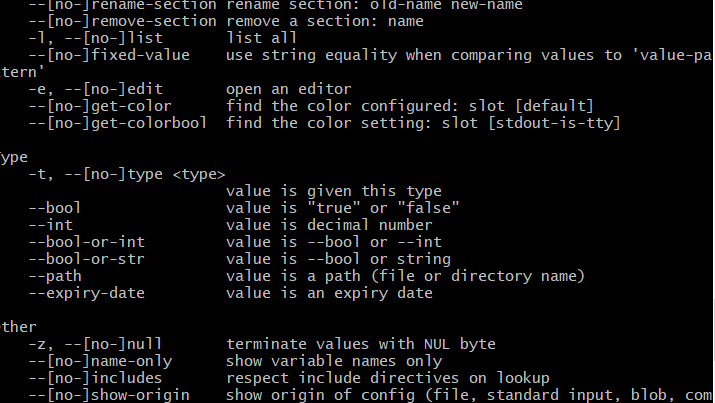 --[no-]rename-section rename section: old-name new-name
--[no-]remove-section remove a section: name
-l, --[no-]list list all
--[no-]fixed-value use string equality when comparing values to 'value-pa
tern'
-e, --[no-]edit open an editor
--[no-]get-color find the color configured: slot [default]
--[no-]get-colorbool find the color setting: slot [stdout-is-tty]
ype
-t, --[no-]type <type>
value is given this type
--bool value is "true" or "false"
--int value is decimal number
--bool-or-int value is --bool or --int
--bool-or-str value is --bool or string
--path value is a path (file or directory name)
--expiry-date value is an expiry date
ther
-z, --[no-]null terminate values with NUL byte
--[no-]name-only show variable names only
--[no-]includes respect include directives on lookup
--[no-]show-origin show origin of config (file, standard input, blob, com